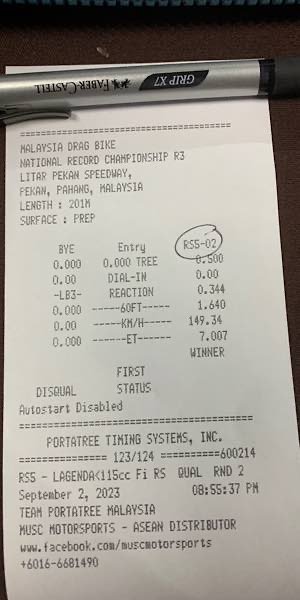 FABER-CASTELL GRIP X7
==============================
MALAYSIA DRAG BIKE
NATIONAL RECORD CHAMPIONSHIP R3
LITAR PEKAN SPEEDWAY,
PEKAN, PAHANG, MALAYSIA
LENGTH : 201M
SURFACE : PREP
BYE Entry RS5-02
0.000 0.000 TREE 0.500
0.00 DIAL-IN 0.00
-LB3- REACTION 0.344
0.000 -----60FT------ 1.640
0.00 -----KM/H------ 149.34
0.000 ------ET------ 7.007
WINNER
FIRST
DISQUAL STATUS
Autostart Disabled
========================================
PORTATREE TIMING SYSTEMS, INC.
=============== 123/124 ==========600214
RS5 - LAGENDA<115cc Fi RS QUAL RND 2
September 2, 2023 08:55:37 PM
TEAM PORTATREE MALAYSIA
MUSC MOTORSPORTS - ASEAN DISTRIBUTOR
www.facebook.com/muscmotorsports
+6016-6681490